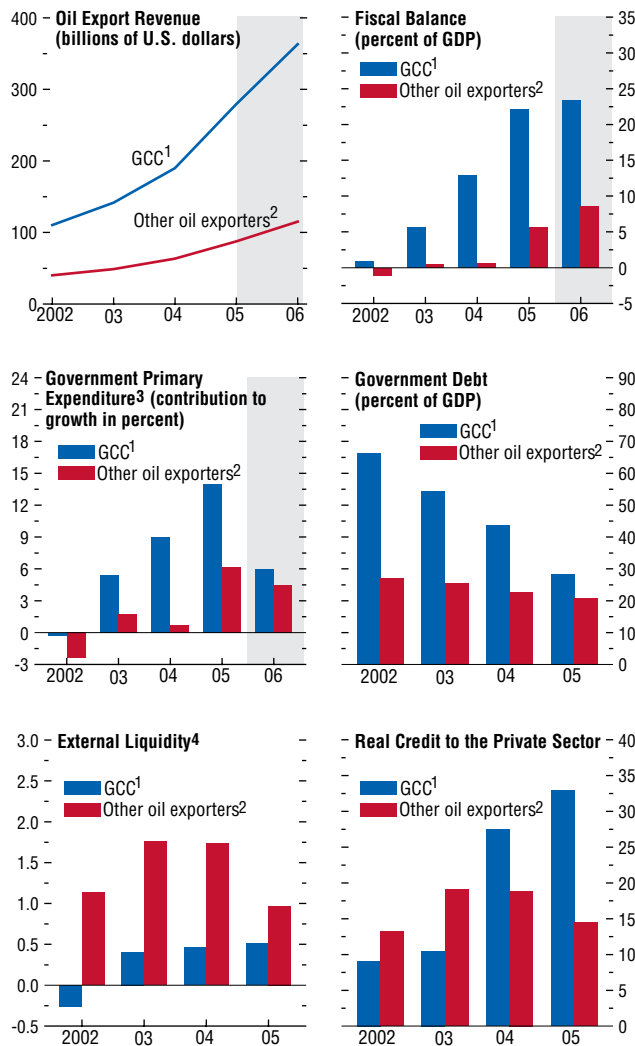 Oil Export Revenue
(billions of U.S. dollars)
400
300
200
100
0
GCC1
Other oil exporters2
2002 03 04 05 06
Fiscal Balance
(percent of GDP)
GCC1
Other oil exporters2
35
30
25
20
15
10
5
0
-5
2002 03 04 05 06
Government Primary
Expenditure3 (contribution to
growth in percent)
GCC1
Other oil exporters2
24
21
18
15
12
9
6
3
0
-3
2002 03 04 05 06
Government Debt
(percent of GDP)
GCC1
Other oil exporters2
90
80
70
60
50
40
30
20
10
0
2002 03 04 05
External Liquidity4
GCC1
Other oil exporters2
3.0
2.5
2.0
1.5
1.0
0.5
0.0
-0.5
2002 03 04 05
Real Credit to the Private Sector
GCC1
Other oil exporters2
40
35
30
25
20
15
10
5
0
2002 03 04 05